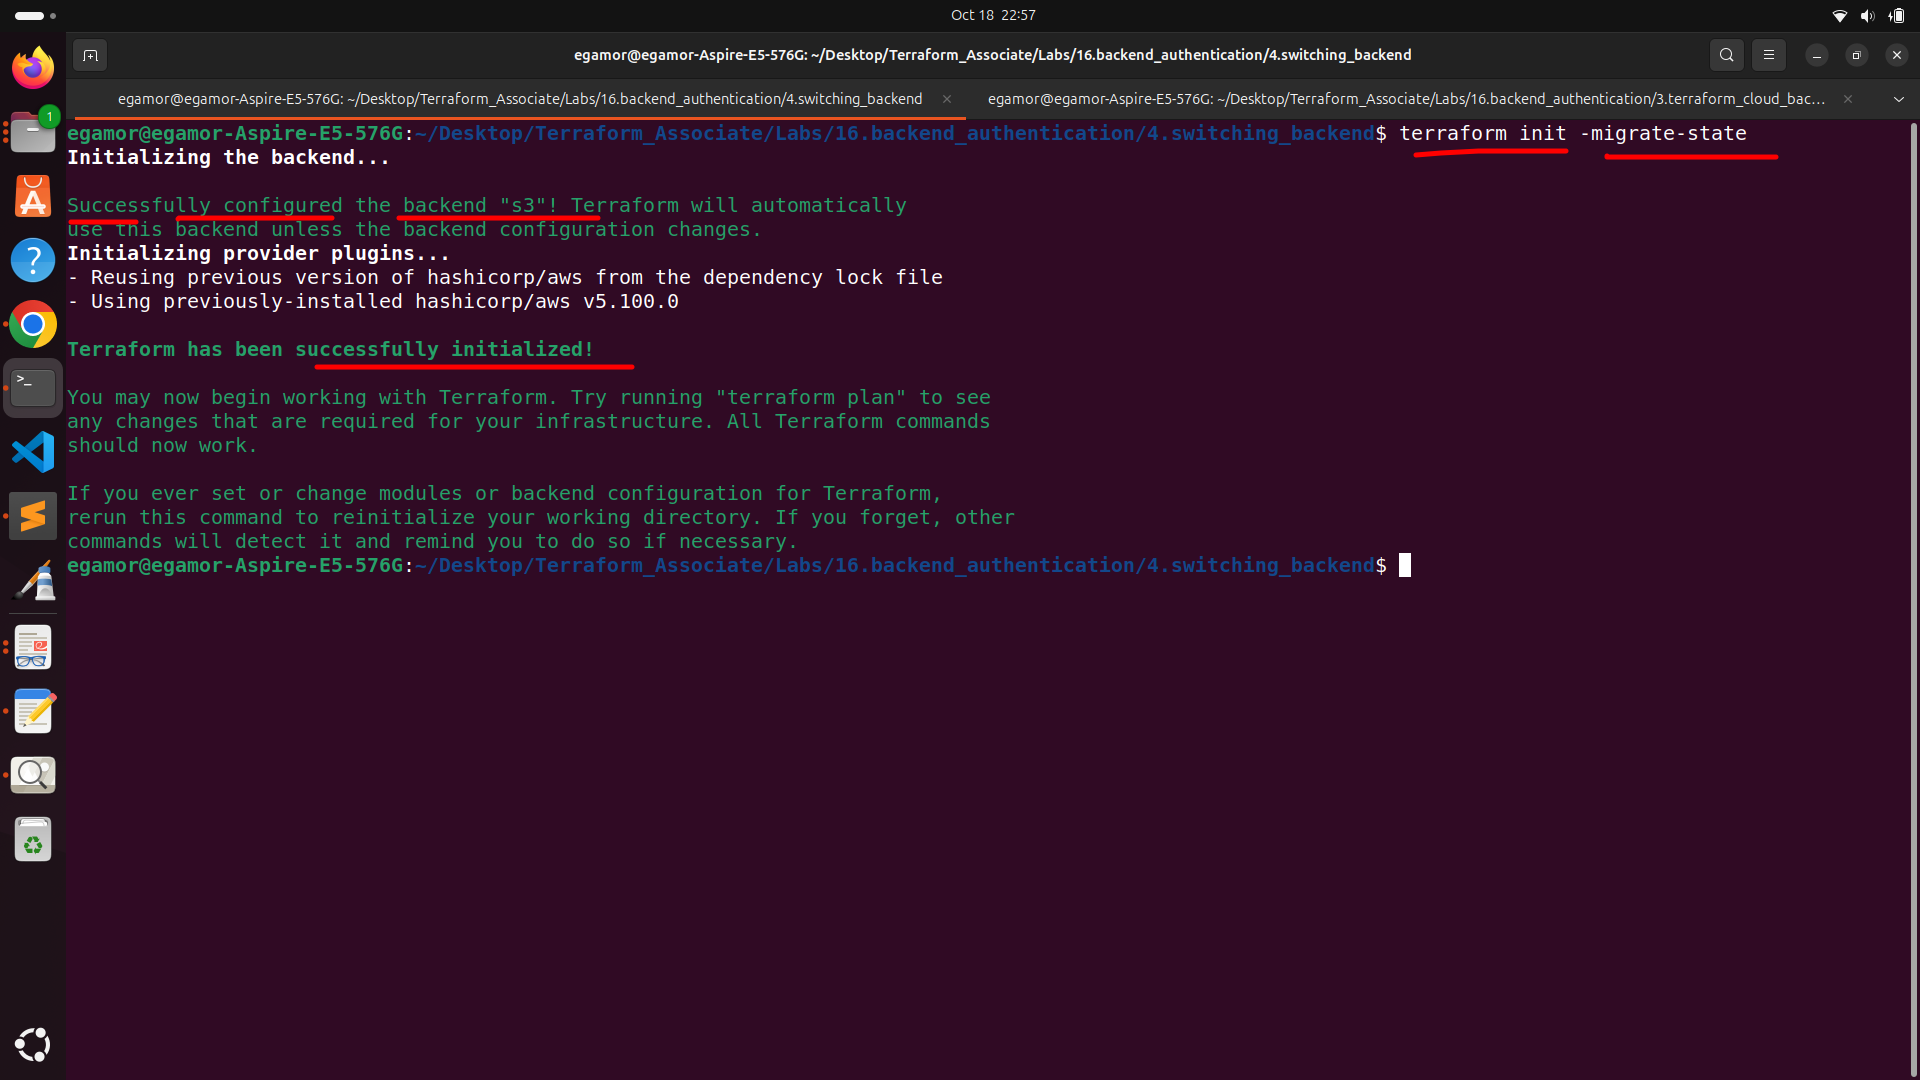 Oct 18 22:57
egamor@egamor-Aspire-E5-576G: ~/Desktop/Terraform_Associate/Labs/16.backend_authentication/4.switching_backend
egamor@egamor-Aspire-E5-576G: ~/Desktop/Terraform_Associate/Labs/16.backend_authentication/4.switching_backend
egamor@egamor-Aspire-E5-576G: ~/Desktop/Terraform_Associate/Labs/16.backend_authentication/3.terraform_cloud_bac...
1
egamor@egamor-Aspire-E5-576G:~/Desktop/Terraform_Associate/Labs/16.backend_authentication/4.switching_backend$ terraform init -migrate-state
Initializing the backend...
Successfully configured the backend "s3"! Terraform will automatically
use this backend unless the backend configuration changes.
Initializing provider plugins...
- Reusing previous version of hashicorp/aws from the dependency lock file
- Using previously-installed hashicorp/aws v5.100.0
Terraform has been successfully initialized!
You may now begin working with Terraform. Try running "terraform plan" to see
any changes that are required for your infrastructure. All Terraform commands
should now work.
If you ever set or change modules or backend configuration for Terraform,
rerun this command to reinitialize your working directory. If you forget, other
commands will detect it and remind you to do so if necessary.
egamor@egamor-Aspire-E5-576G:~/Desktop/Terraform_Associate/Labs/16.backend_authentication/4.switching_backend$